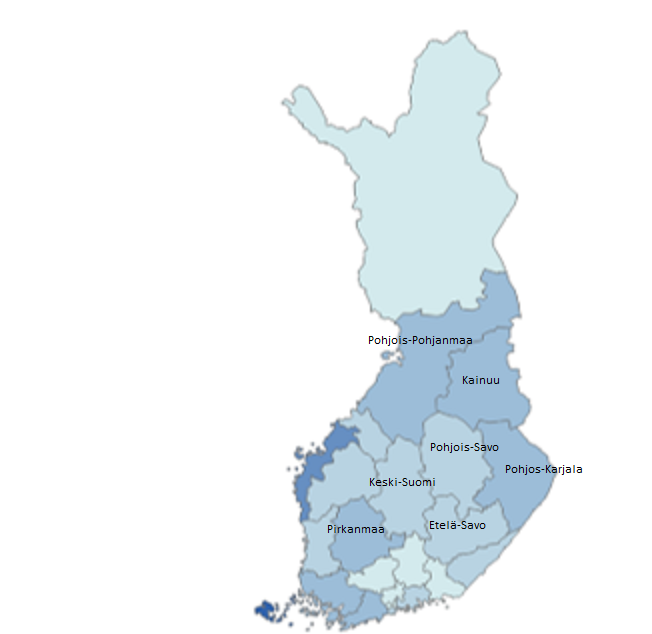 Pohjois-Pohjanmaa
Kainuu
Pohjois-Savo
Pohjos-Karjala
Keski-Suomi
Etelä-Savo
Pirkanmaa